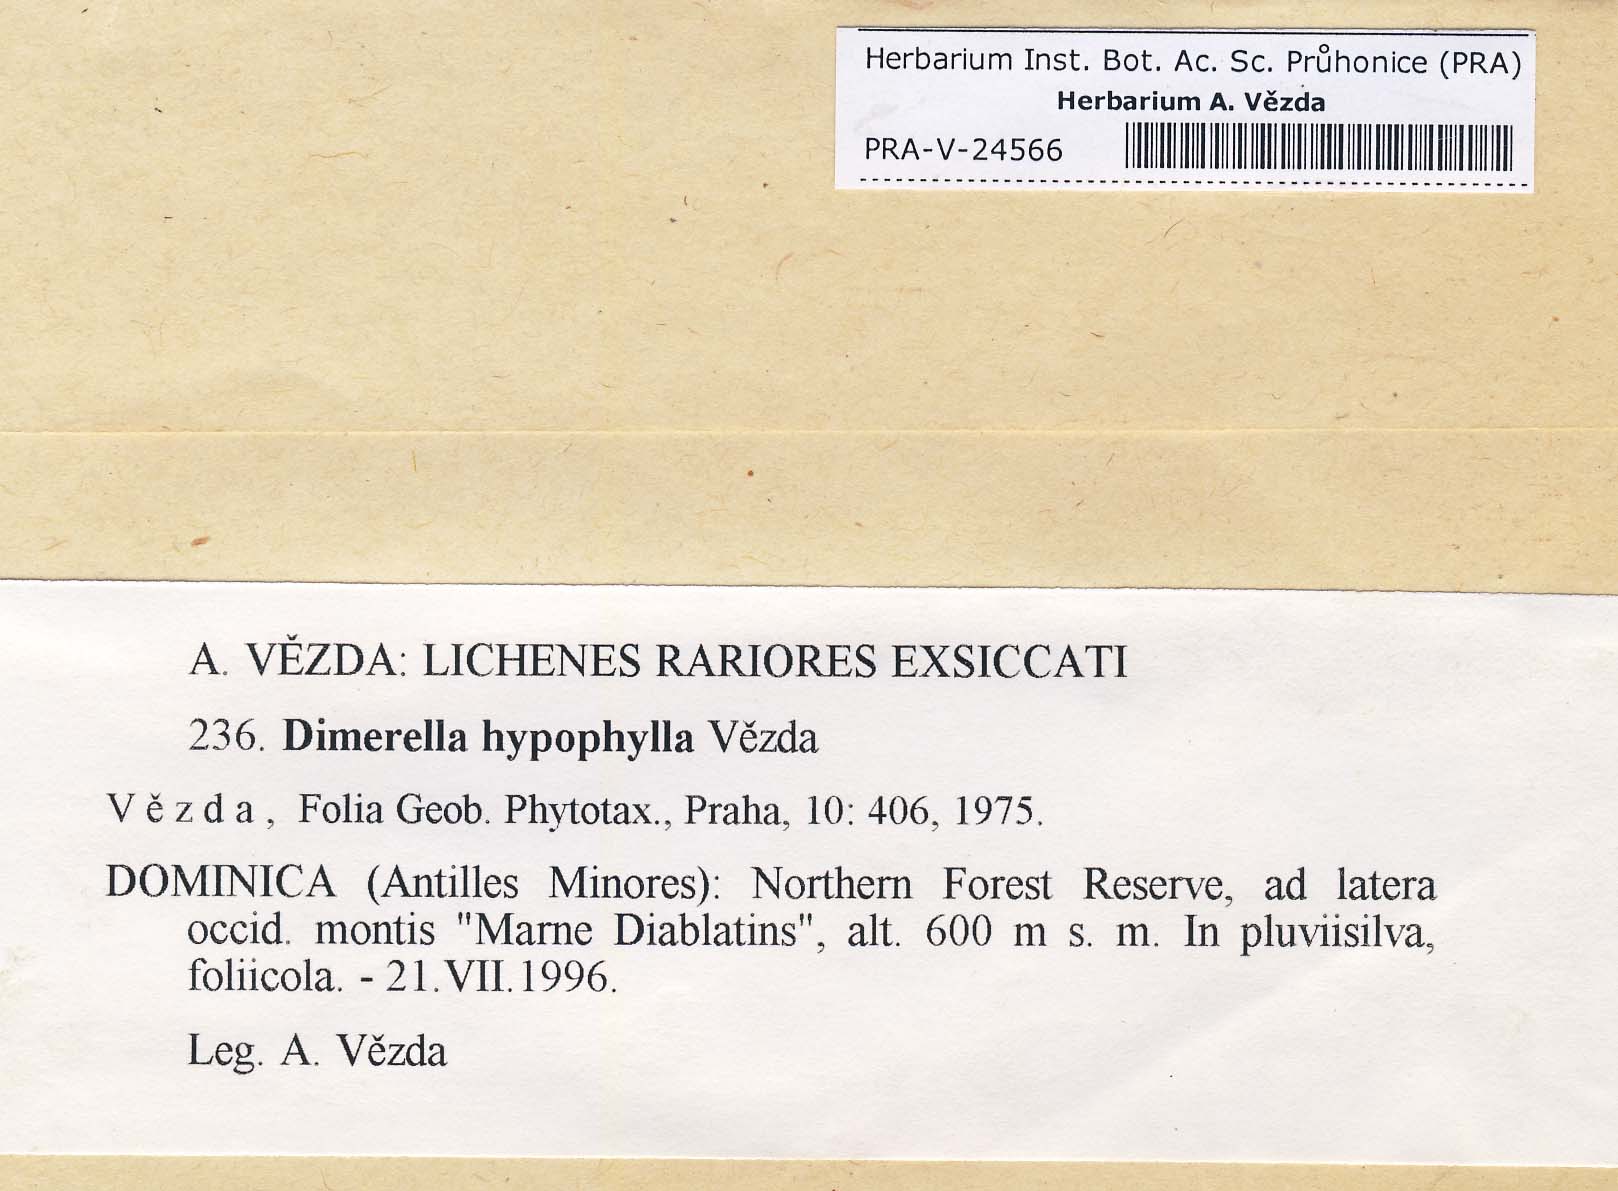 Herbarium Inst. Bot. Ac. Sc. Průhonice (PRA)
Herbarium A. Vězda
PRA-V-24566
A. VĚZDA: LICHENES RARIORES EXSICCATI
236. Dimerella hypophylla Vězda
Vězda, Folia Geob. Phytotax., Praha, 10: 406, 1975.
DOMINICA (Antilles Minores): Northern Forest Reserve, ad latera
occid. montis "Marne Diablatins", alt. 600 m s. m. In pluviisilva,
foliicola. - 21.VII.1996.
Leg. A. Vězda